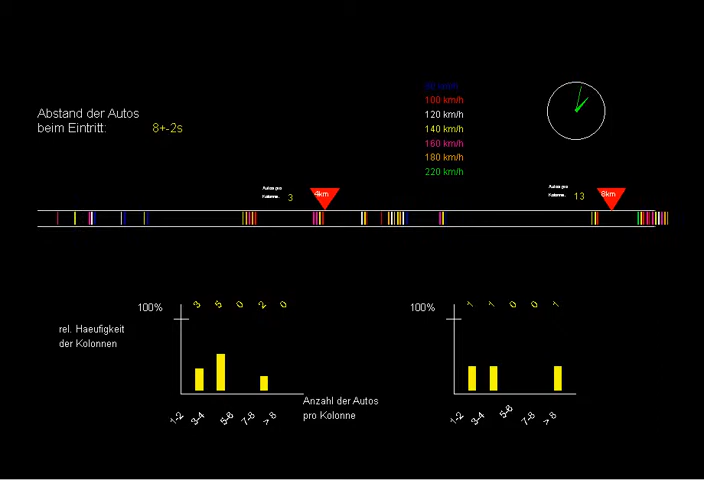 80 km/h
100 km/h
Abstand der Autos
120 km/h
beim Eintritt: 8+-2s
140 km/h
160 km/h
180 km/h
220 km/h
Autos pro
Kolonne. 3
4km
Autos pro
Kolonne. 13
8km
100% 3 5 0 2 0
100% 1 1 0 0 1
rel. Haeufigkeit
der Kolonnen
Anzahl der Autos
pro Kolonne
1-2 3-4 5-6 7-8 > 8
1-2 3-4 5-6 7-8 > 8